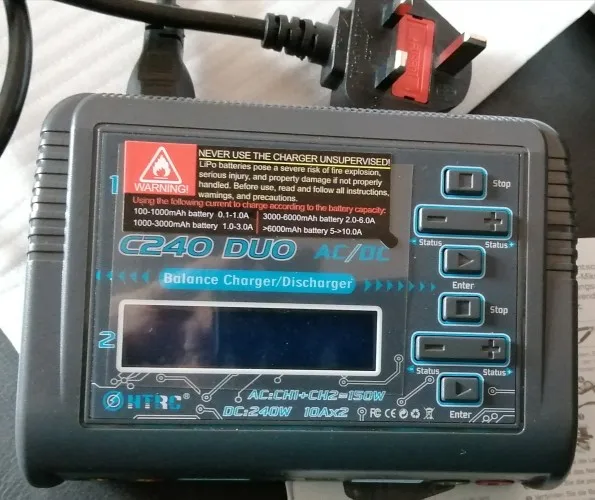 NEVER USE THE CHARGER UNSUPERVISED!
LiPo batteries pose a severe risk of fire explosion,
serious injury, and property damage if not properly
handled. Before use, read and follow all instructions,
warnings, and precautions.
WARNING!
Using the following current to charge according to the battery capacity:
100-1000mAh battery 0.1-1.0A
3000-6000mAh battery 2.0-6.0A
1000-3000mAh battery 1.0-3.0A
>6000mAh battery 5->10.0A
1
C240 DUO AC/DC
Balance Charger/Discharger
2
HTRC®
AC:CH1+CH2=150W
DC:240W 10Ax2
FC CE
Stop
− +
Status Status
Enter
Stop
− +
Status Status
Enter